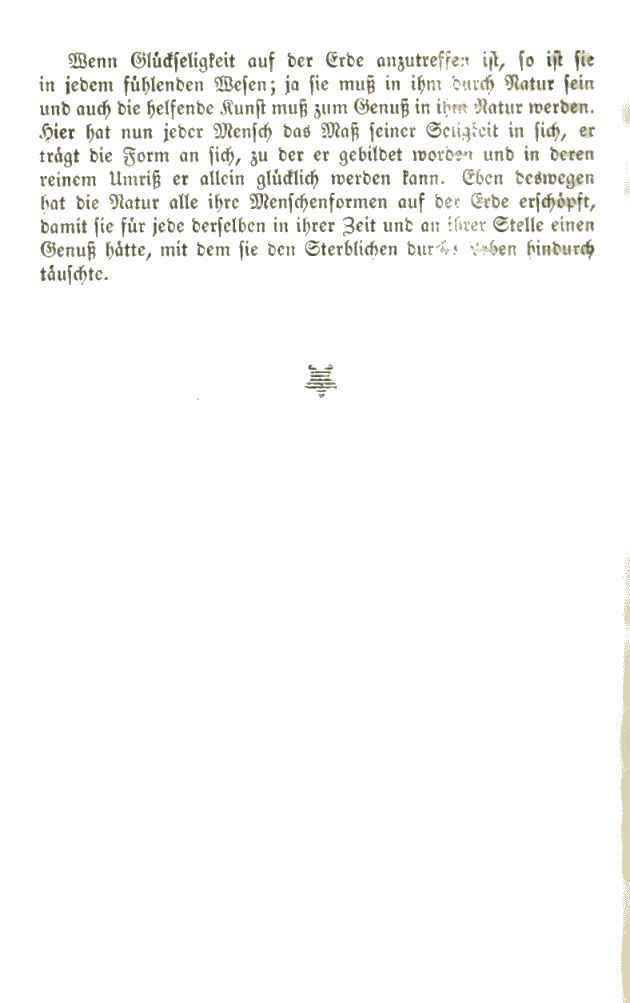 Wenn Glückseligkeit auf der Erde anzutreffen ist, so ist sie
in jedem fühlenden Wesen; ja sie muß in ihm durch Natur sein
und auch die helfende Kunst muß zum Genuß in ihm Natur werden.
Hier hat nun jeder Mensch das Maß seiner Seligkeit in sich, er
trägt die Form an sich, zu der er gebildet worden und in deren
reinem Umriß er allein glücklich werden kann. Eben deswegen
hat die Natur alle ihre Menschenformen auf der Erde erschöpft,
damit sie für jede derselben in ihrer Zeit und an ihrer Stelle einen
Genuß hätte, mit dem sie den Sterblichen durchs Leben hindurch
täuschte.